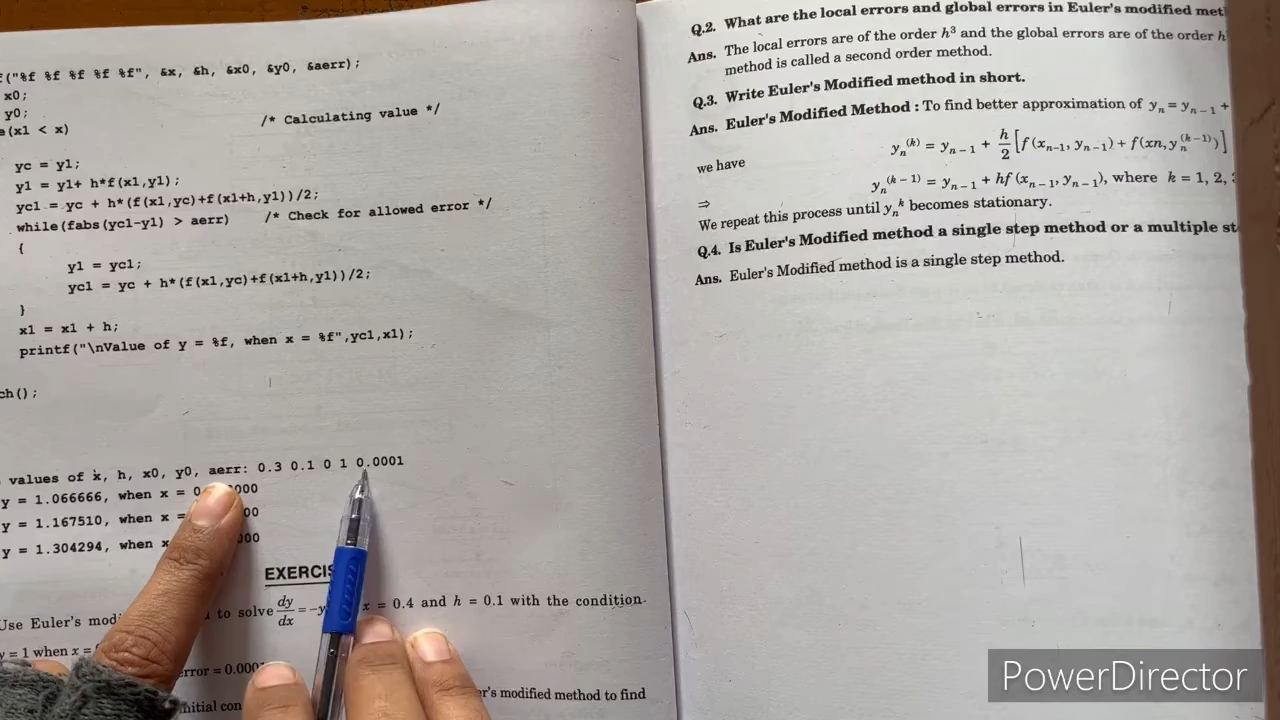 ("%f %f %f %f %f", &x, &h, &x0, &y0, &aerr);
x0;
y0;
(x1 < x)
/* Calculating value */
yc = y1;
y1 = y1+ h*f(x1,y1);
yc1 = yc + h*(f(x1,yc)+f(x1+h,y1))/2;
while(fabs(yc1-y1) > aerr) /* Check for allowed error */
{
y1 = yc1;
yc1 = yc + h*(f(x1,yc)+f(x1+h,y1))/2;
}
x1 = x1 + h;
printf("\nValue of y = %f, when x = %f",yc1,x1);
ch();
values of x, h, x0, y0, aerr: 0.3 0.1 0 1 0.0001
y = 1.066666, when x = 0 000
y = 1.167510, when x = 00
y = 1.304294, when x 000
EXERCIS
Use Euler's to solve dy/dx = -y x = 0.4 and h = 0.1 with the condition
y = 1 when x =
error = 0.000
initial con modified method to find
Q.2. What are the local errors and global errors in Euler's modified
Ans. The local errors are of the order h³ and the global errors are of the order h
method is called a second order method.
Q.3. Write Euler's Modified method in short.
Ans. Euler's Modified Method : To find better approximation of yₙ = yₙ₋₁ +
we have yₙ⁽ᵏ⁾ = yₙ₋₁ + h/2 [f(xₙ₋₁, yₙ₋₁) + f(xn, yₙ⁽ᵏ⁻¹⁾)]
⇒ yₙ⁽ᵏ⁻¹⁾ = yₙ₋₁ + hf (xₙ₋₁, yₙ₋₁), where k = 1, 2,
We repeat this process until yₙᵏ becomes stationary.
Q.4. Is Euler's Modified method a single step method or a multiple
Ans. Euler's Modified method is a single step method.
PowerDirector